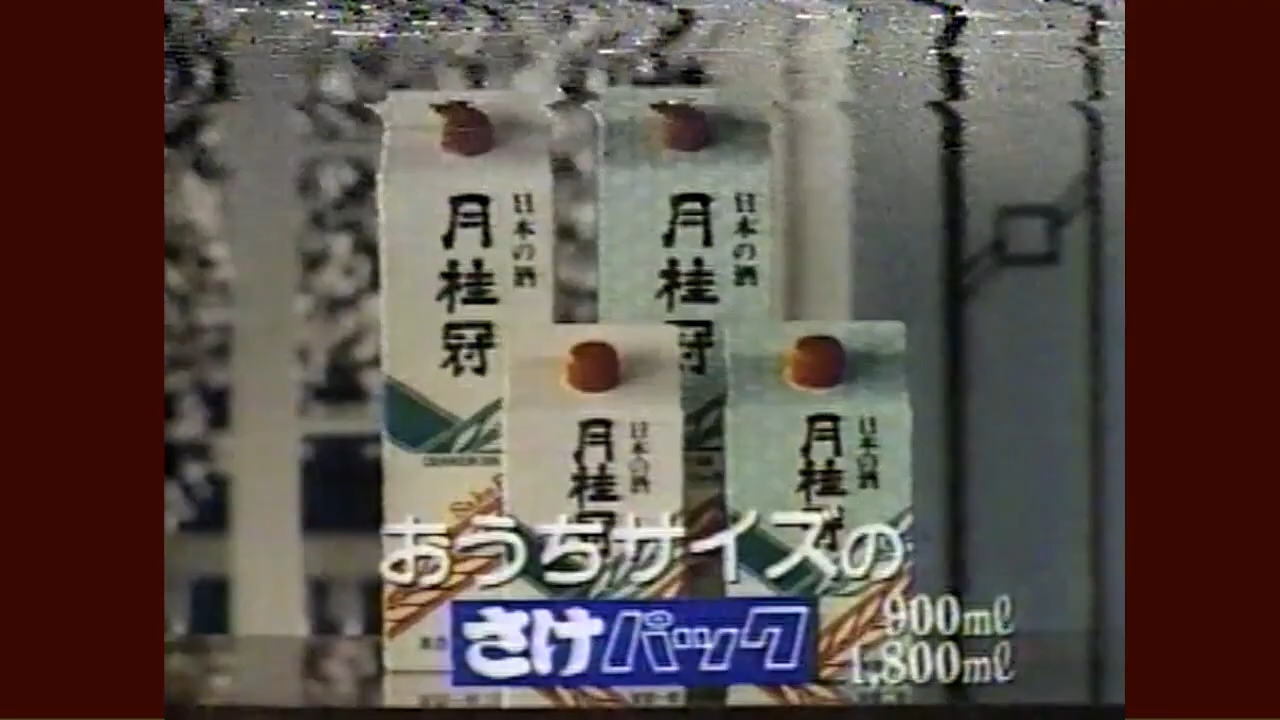 日本の酒
月桂冠
日本の酒
月桂冠
日本の酒
月桂冠
日本の酒
月桂冠
おうちサイズの
さけパック
900ml
1,800ml